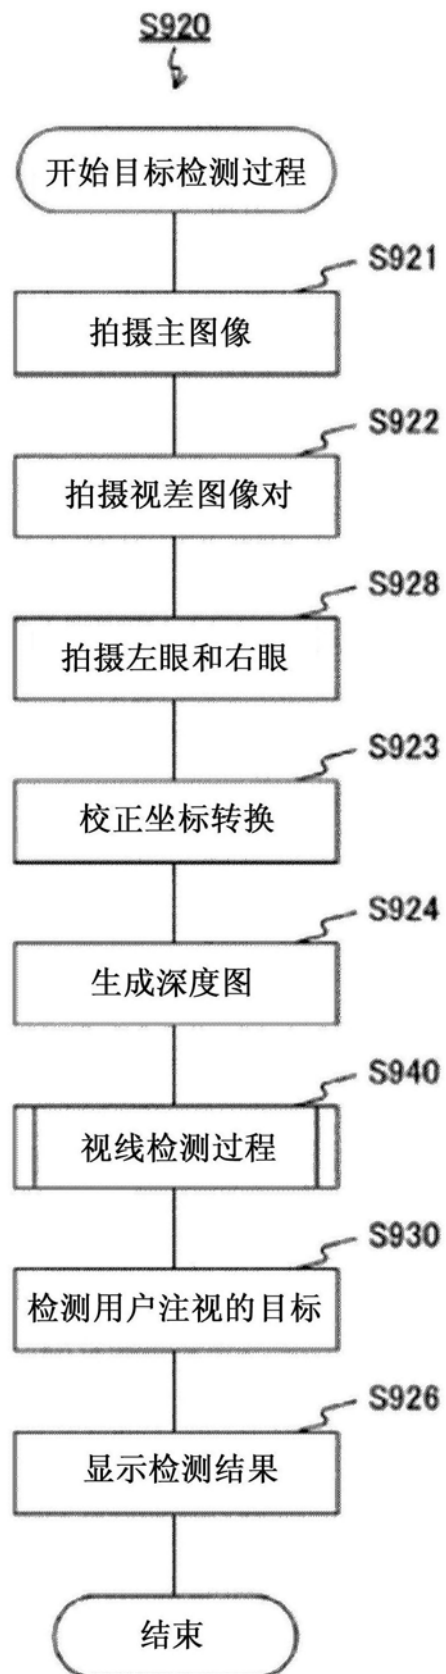 S920
开始目标检测过程
S921
拍摄主图像
S922
拍摄视差图像对
S928
拍摄左眼和右眼
S923
校正坐标转换
S924
生成深度图
S940
视线检测过程
S930
检测用户注视的目标
S926
显示检测结果
结束